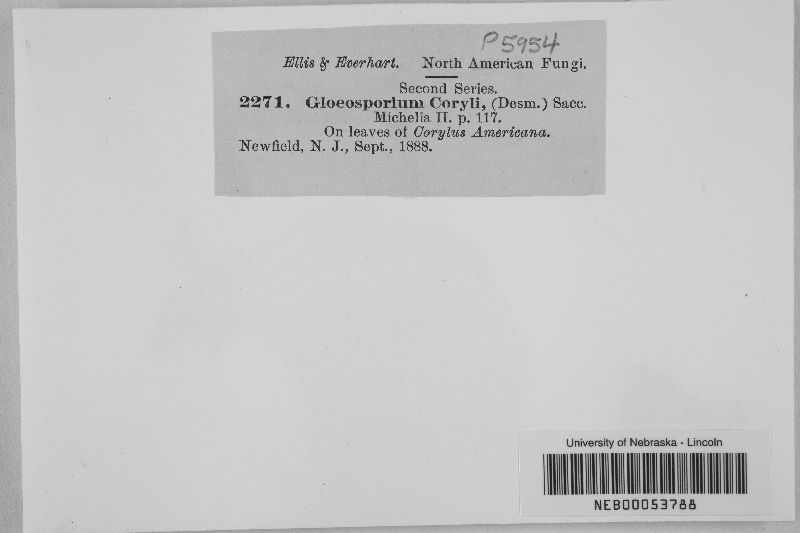 P5954
Ellis & Everhart. North American Fungi.
Second Series.
2271. Gloeosporium Coryli, (Desm.) Sacc.
Michelia II. p. 117.
On leaves of Corylus Americana.
Newfield, N. J., Sept., 1888.
University of Nebraska - Lincoln
NEB00053788